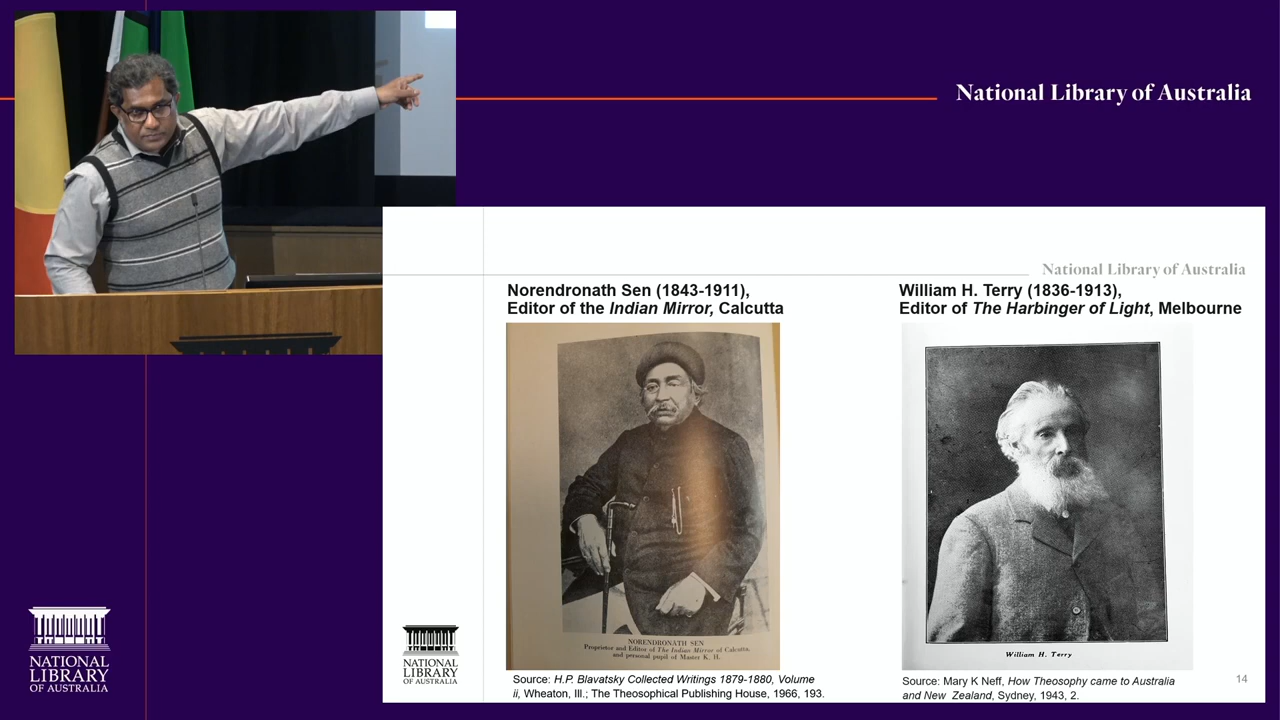 National Library of Australia
National Library of Australia
Norendronath Sen (1843-1911),
Editor of the Indian Mirror, Calcutta
William H. Terry (1836-1913),
Editor of The Harbinger of Light, Melbourne
NORENDRONATH SEN
Proprietor and Editor of The Indian Mirror of Calcutta,
and personal pupil of Master K. H.
William H. Terry
Source: H.P. Blavatsky Collected Writings 1879-1880, Volume
ii, Wheaton, Ill.; The Theosophical Publishing House, 1966, 193.
Source: Mary K Neff, How Theosophy came to Australia
and New Zealand, Sydney, 1943, 2.
14
NATIONAL
LIBRARY
OF AUSTRALIA
NATIONAL
LIBRARY
OF AUSTRALIA